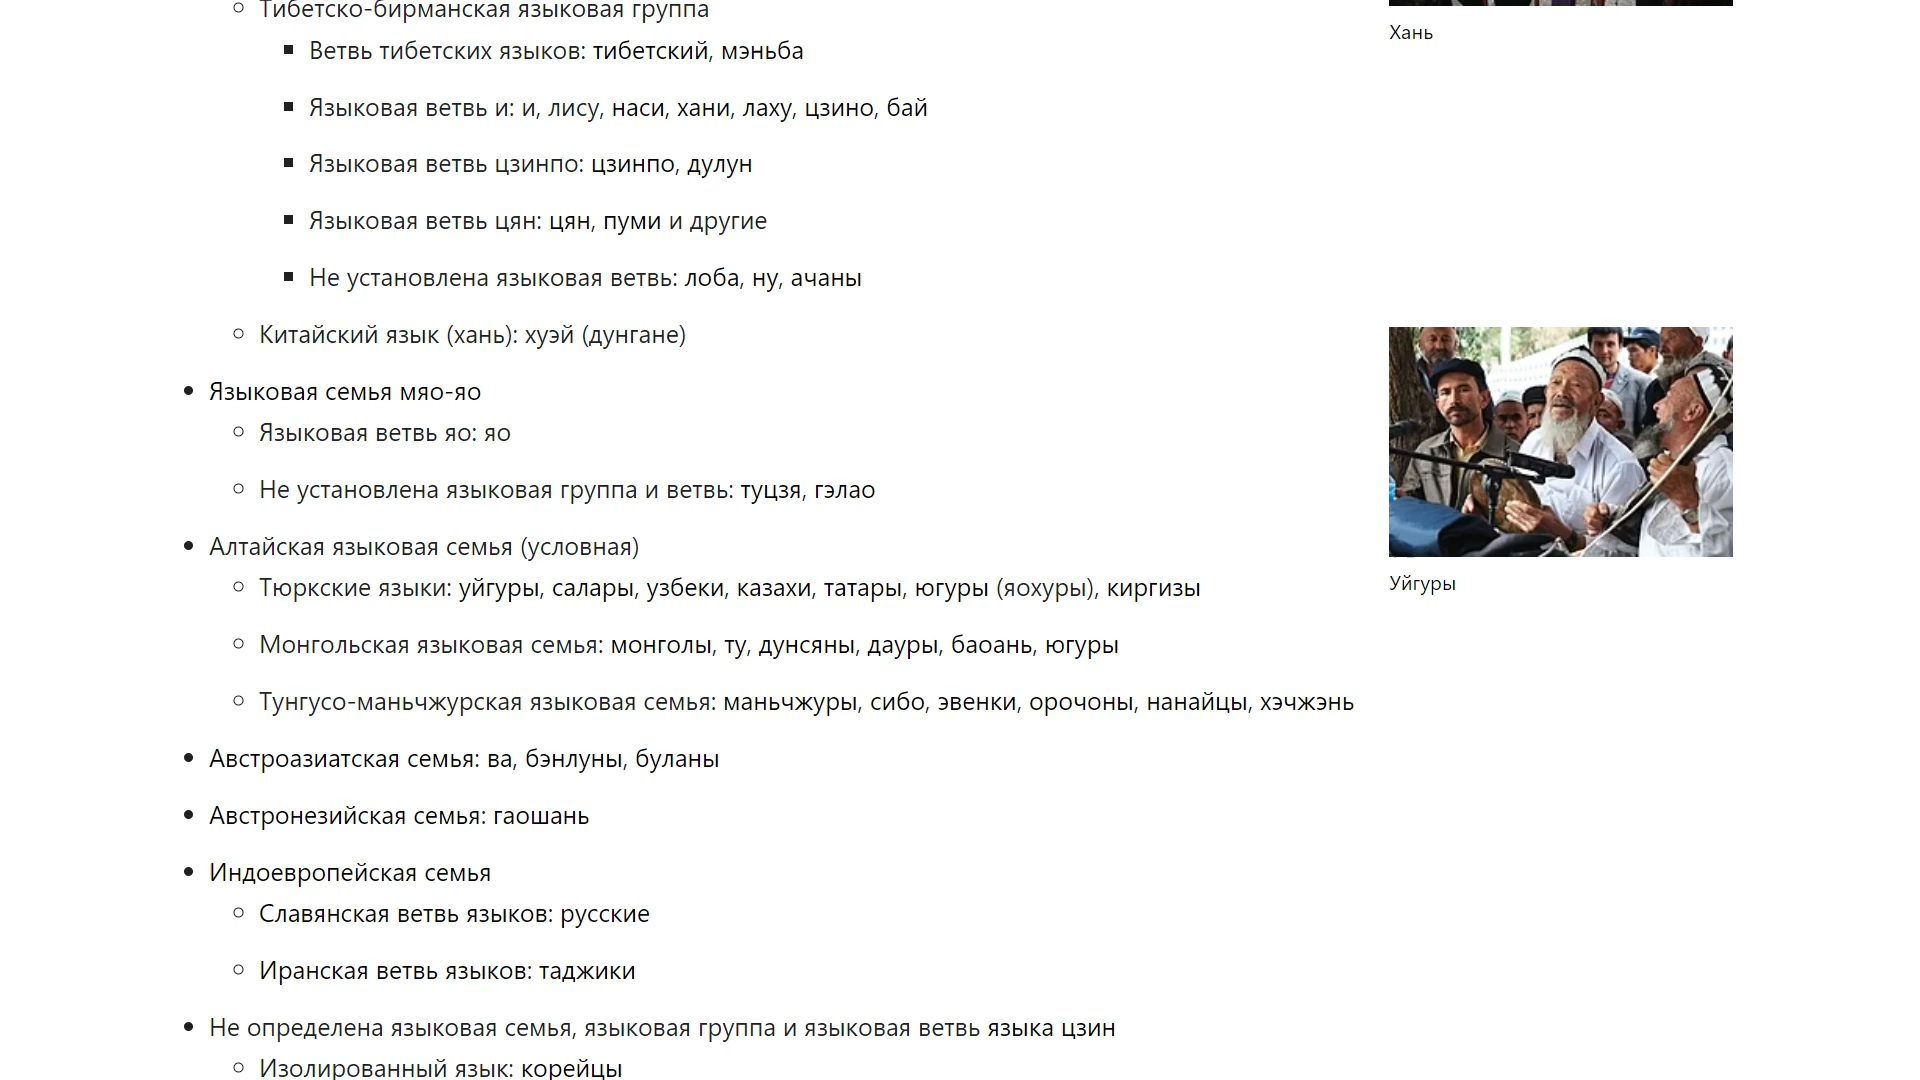 Тибетско-бирманская языковая группа
Ветвь тибетских языков: тибетский, мэньба
Языковая ветвь и: и, лису, наси, хани, лаху, цзино, бай
Языковая ветвь цзинпо: цзинпо, дулун
Языковая ветвь цян: цян, пуми и другие
Не установлена языковая ветвь: лоба, ну, ачаны
Китайский язык (хань): хуэй (дунгане)
Языковая семья мяо-яо
Языковая ветвь яо: яо
Не установлена языковая группа и ветвь: туцзя, гэлао
Алтайская языковая семья (условная)
Тюркские языки: уйгуры, салары, узбеки, казахи, татары, югуры (яохуры), киргизы
Монгольская языковая семья: монголы, ту, дунсяны, дауры, баоань, югуры
Тунгусо-маньчжурская языковая семья: маньчжуры, сибо, эвенки, орочоны, нанайцы, хэчжэнь
Австроазиатская семья: ва, бэнлуны, буланы
Австронезийская семья: гаошань
Индоевропейская семья
Славянская ветвь языков: русские
Иранская ветвь языков: таджики
Не определена языковая семья, языковая группа и языковая ветвь языка цзин
Изолированный язык: корейцы
Хань
Уйгуры